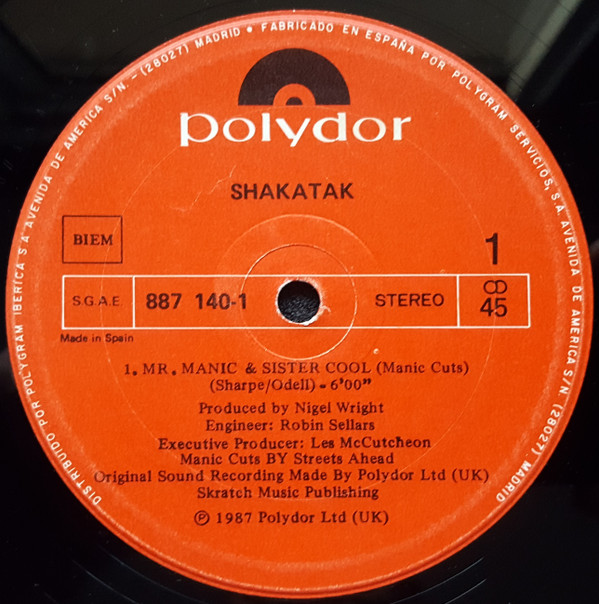 DISTRIBUIDO POR POLYGRAM IBERICA S A AVENIDA DE AMERICA S/N. - (28027) MADRID • FABRICADO EN ESPAÑA POR POLYGRAM SERVICIOS, S.A. AVENIDA DE AMERICA S/N (28027) MADRID
polydor
SHAKATAK
BIEM
1
S.G.A.E. 887 140-1 STEREO CD 45
Made in Spain
1. MR. MANIC & SISTER COOL (Manic Cuts)
(Sharpe/Odell) - 6'00"
Produced by Nigel Wright
Engineer: Robin Sellars
Executive Producer: Les McCutcheon
Manic Cuts BY Streets Ahead
Original Sound Recording Made By Polydor Ltd (UK)
Skratch Music Publishing
℗ 1987 Polydor Ltd (UK)